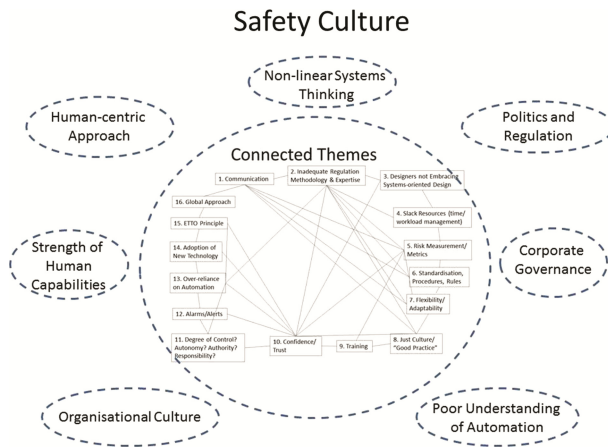 Safety Culture
Non-linear Systems
Thinking
Human-centric
Approach
Politics and
Regulation
Connected Themes
1. Communication
2. Inadequate Regulation
Methodology & Expertise
3. Designers not Embracing
Systems-oriented Design
16. Global Approach
4. Slack Resources (time/
workload management)
15. ETTO Principle
5. Risk Measurement/
Metrics
14. Adoption of
New Technology
Strength of
Human
Capabilities
Corporate
Governance
6. Standardisation,
Procedures, Rules
13. Over-reliance
on Automation
7. Flexibility/
Adaptability
12. Alarms/Alerts
11. Degree of Control?
Autonomy? Authority?
Responsibility?
10. Confidence/
Trust
9. Training
8. Just Culture/
"Good Practice"
Organisational Culture
Poor Understanding
of Automation